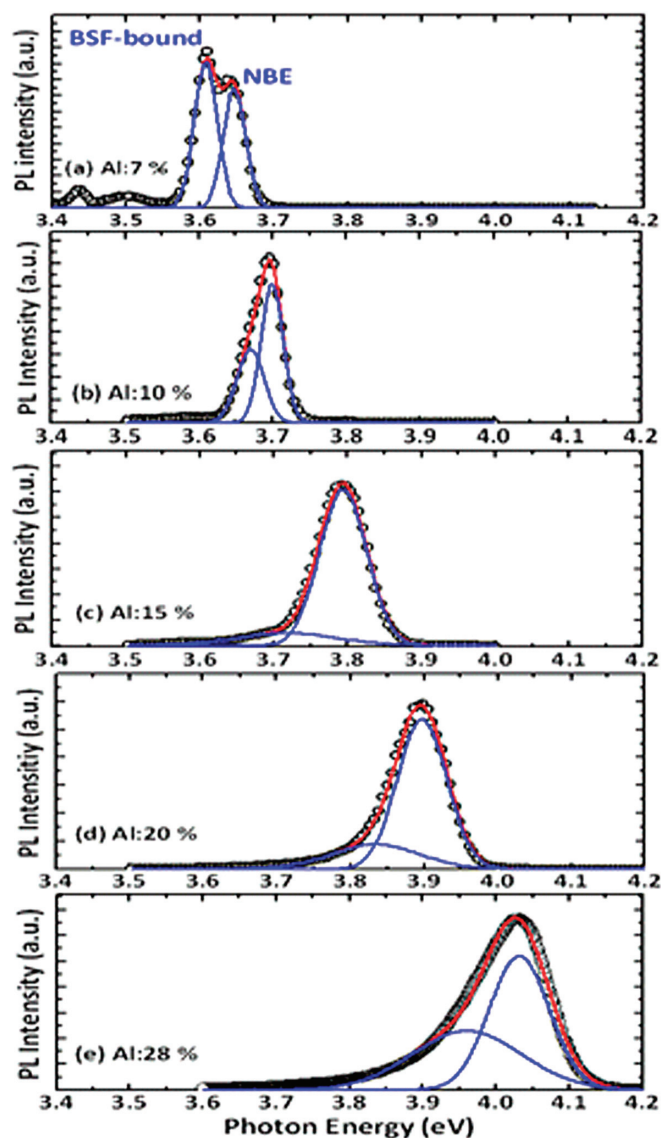 BSF-bound
NBE
PL intensity (a.u.)
(a) Al:7 %
3.4 3.5 3.6 3.7 3.8 3.9 4.0 4.1 4.2
PL Intensity (a.u.)
(b) Al:10 %
3.4 3.5 3.6 3.7 3.8 3.9 4.0 4.1 4.2
PL Intensity (a.u.)
(c) Al:15 %
3.4 3.5 3.6 3.7 3.8 3.9 4.0 4.1 4.2
PL Intensitiy (a.u.)
(d) Al:20 %
3.4 3.5 3.6 3.7 3.8 3.9 4.0 4.1 4.2
PL Intensity (a.u.)
(e) Al:28 %
3.4 3.5 3.6 3.7 3.8 3.9 4.0 4.1 4.2
Photon Energy (eV)